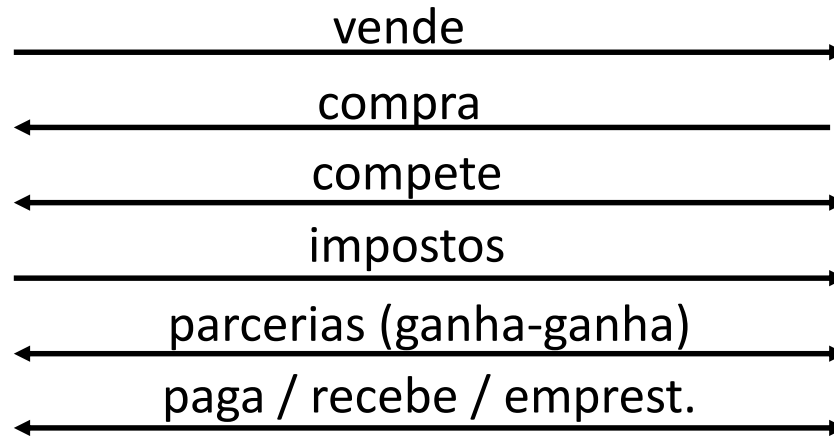 vende
compra
compete
impostos
parcerias (ganha-ganha)
paga / recebe / emprest.